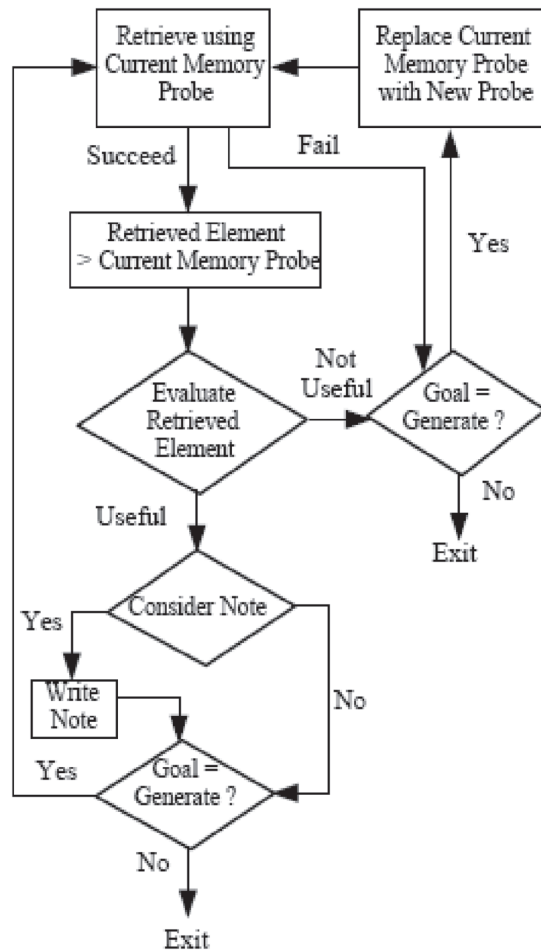 Retrieve using
Current Memory
Probe
Replace Current
Memory Probe
with New Probe
Succeed
Fail
Retrieved Element
> Current Memory Probe
Yes
Evaluate
Retrieved
Element
Not
Useful
Goal =
Generate ?
No
Exit
Useful
Consider Note
Yes
No
Write
Note
Yes
Goal =
Generate ?
No
Exit